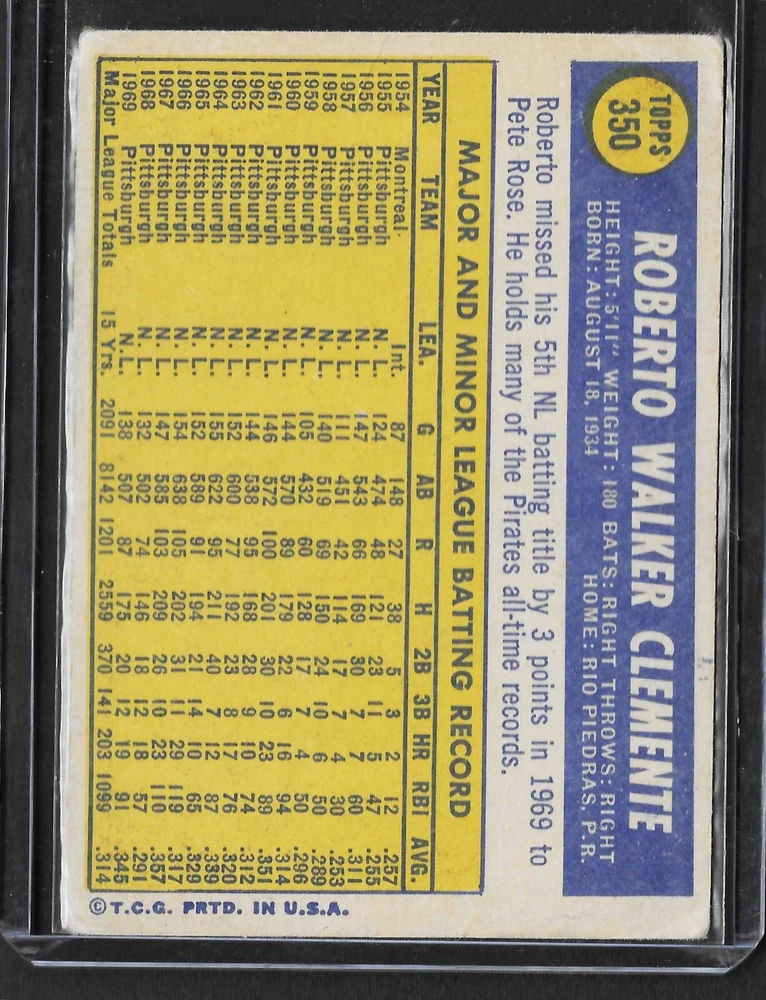 TOPPS
350
ROBERTO WALKER CLEMENTE
HEIGHT: 5'11" WEIGHT: 180 BATS: RIGHT THROWS: RIGHT
BORN: AUGUST 18, 1934 HOME: RIO PIEDRAS, P.R.
Roberto missed his 5th NL batting title by 3 points in 1969 to
Pete Rose. He holds many of the Pirates all-time records.
MAJOR AND MINOR LEAGUE BATTING RECORD
YEAR TEAM LEA. G AB R H 2B 3B HR RBI AVG.
1954 Montreal Int. 87 148 27 38 5 3 2 12 .257
1955 Pittsburgh N.L. 124 474 48 121 23 11 5 47 .255
1956 Pittsburgh N.L. 147 543 66 169 30 7 7 60 .311
1957 Pittsburgh N.L. 111 451 42 114 17 7 4 30 .253
1958 Pittsburgh N.L. 140 519 69 150 24 10 6 50 .289
1959 Pittsburgh N.L. 105 432 60 128 17 7 4 50 .296
1960 Pittsburgh N.L. 144 570 89 179 22 6 16 94 .314
1961 Pittsburgh N.L. 146 572 100 201 30 10 23 89 .351
1962 Pittsburgh N.L. 144 538 95 168 28 9 10 74 .312
1963 Pittsburgh N.L. 152 600 77 192 23 8 17 76 .320
1964 Pittsburgh N.L. 155 622 95 211 40 7 12 87 .339
1965 Pittsburgh N.L. 152 589 91 194 21 14 10 65 .329
1966 Pittsburgh N.L. 154 638 105 202 31 11 29 119 .317
1967 Pittsburgh N.L. 147 585 103 209 26 10 23 110 .357
1968 Pittsburgh N.L. 132 502 74 146 18 12 18 57 .291
1969 Pittsburgh N.L. 138 507 87 175 20 12 19 91 .345
Major League Totals 15 Yrs. 2091 8142 1201 2559 370 141 203 1099 .314
© T.C.G. PRTD. IN U.S.A.